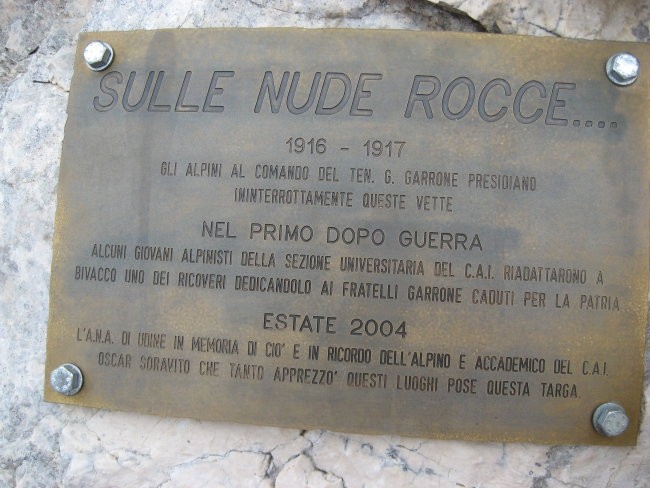 SULLE NUDE ROCCE....
1916 - 1917
GLI ALPINI AL COMANDO DEL TEN. G. GARRONE PRESIDIANO
ININTERROTTAMENTE QUESTE VETTE
NEL PRIMO DOPO GUERRA
ALCUNI GIOVANI ALPINISTI DELLA SEZIONE UNIVERSITARIA DEL C.A.I. RIADATTARONO A
BIVACCO UNO DEI RICOVERI DEDICANDOLO AI FRATELLI GARRONE CADUTI PER LA PATRIA
ESTATE 2004
L'A.N.A. DI UDINE IN MEMORIA DI CIO' E IN RICORDO DELL'ALPINO E ACCADEMICO DEL C.A.I.
OSCAR SORAVITO CHE TANTO APPREZZO' QUESTI LUOGHI POSE QUESTA TARGA.